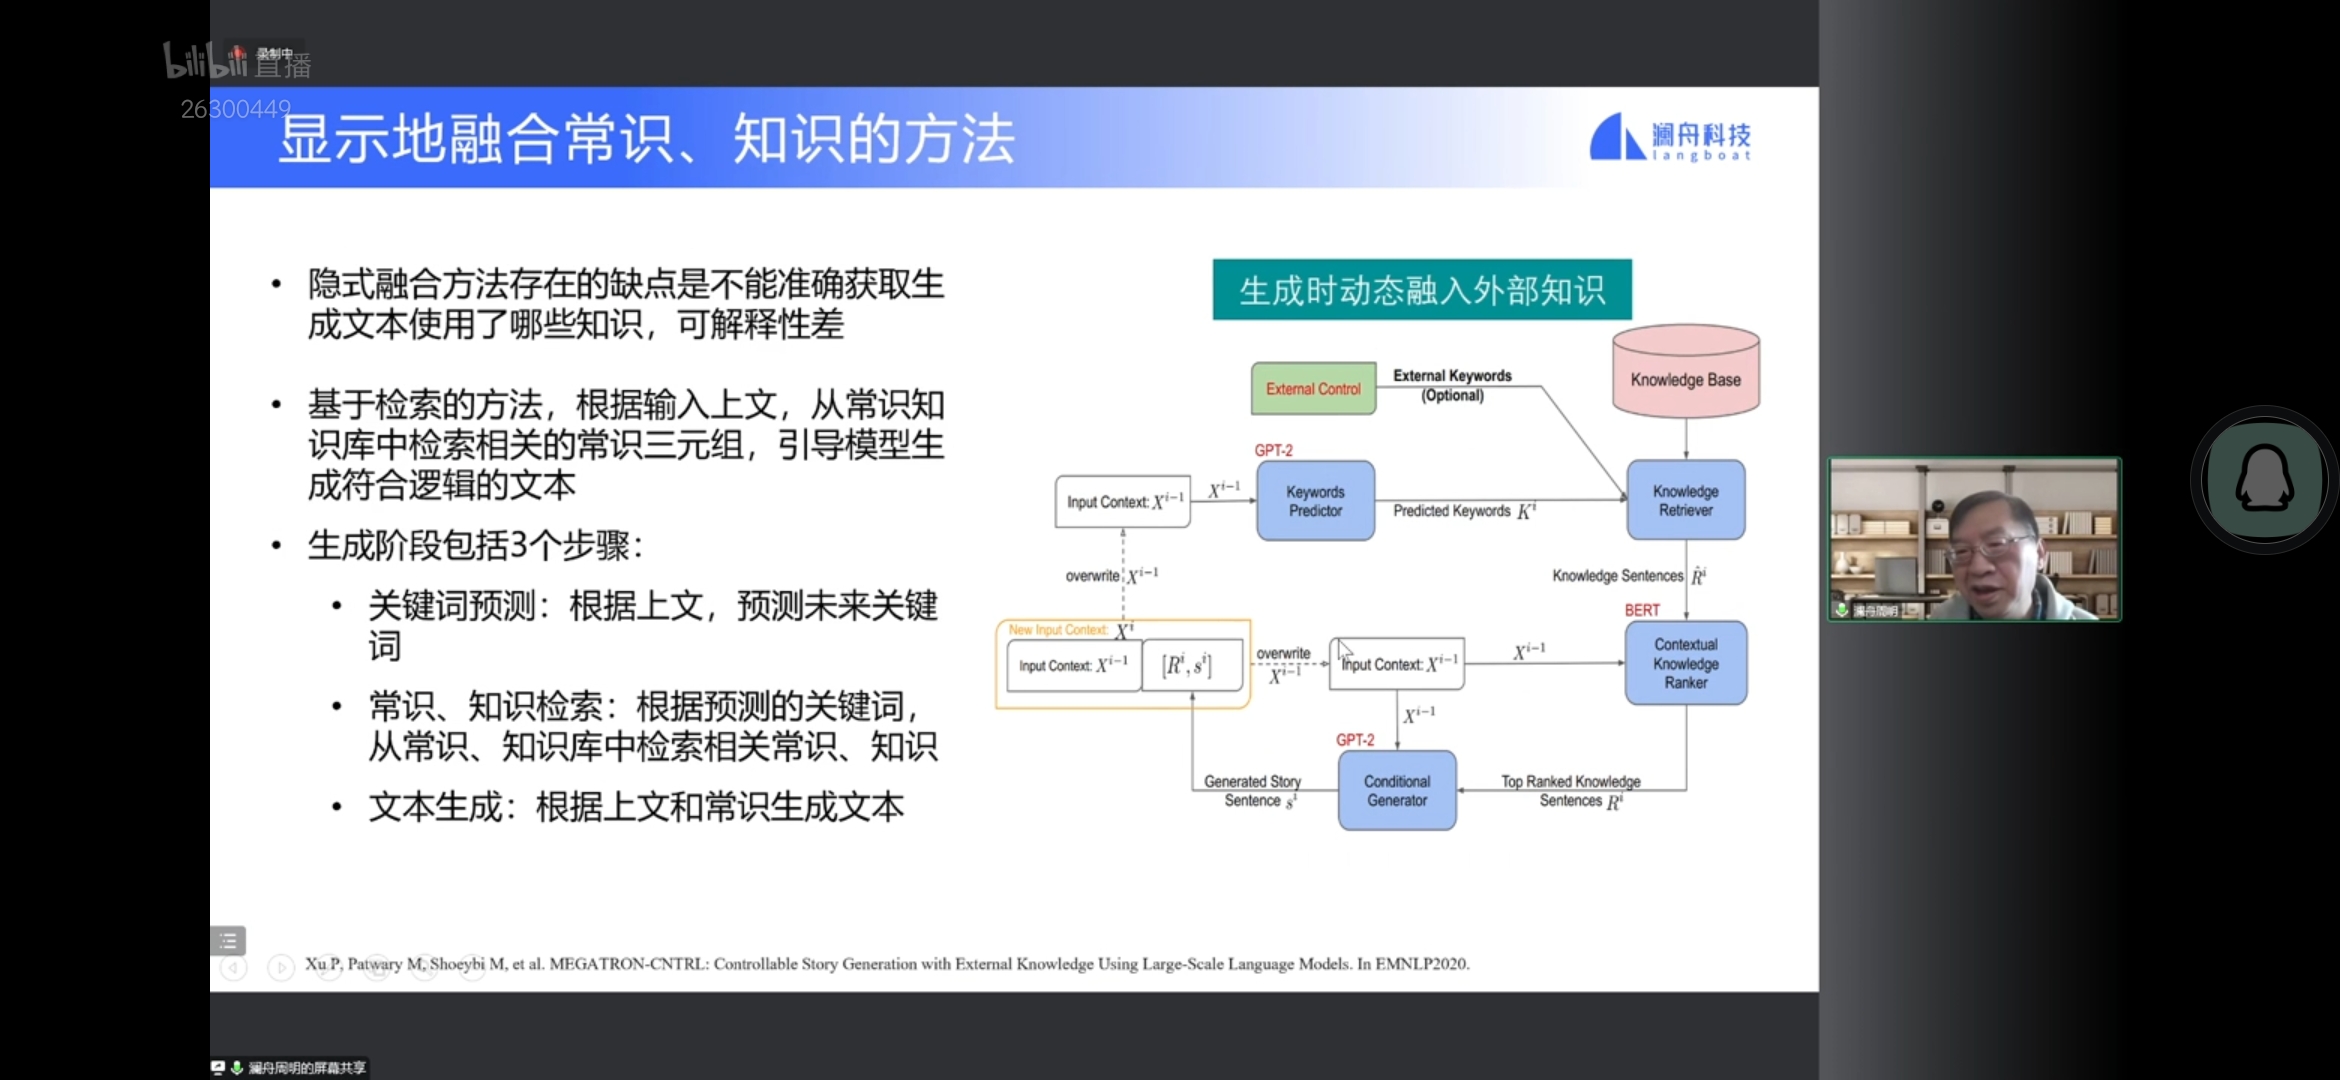 bilibili 直播
录制中
26300449
显示地融合常识、知识的方法
澜舟科技
langboat
• 隐式融合方法存在的缺点是不能准确获取生
成文本使用了哪些知识，可解释性差
• 基于检索的方法，根据输入上文，从常识知
识库中检索相关的常识三元组，引导模型生
成符合逻辑的文本
• 生成阶段包括3个步骤：
• 关键词预测：根据上文，预测未来关键
词
• 常识、知识检索：根据预测的关键词，
从常识、知识库中检索相关常识、知识
• 文本生成：根据上文和常识生成文本
生成时动态融入外部知识
External Control
External Keywords
(Optional)
Knowledge Base
GPT-2
Input Context: X^{i-1}
X^{i-1}
Keywords
Predictor
Predicted Keywords K^i
Knowledge
Retriever
overwrite X^{i-1}
Knowledge Sentences R̂^i
BERT
New Input Context: X^i
Input Context: X^{i-1}
[R^i, s^i]
overwrite
X^{i-1}
Input Context: X^{i-1}
X^{i-1}
Contextual
Knowledge
Ranker
X^{i-1}
GPT-2
Generated Story
Sentence s^i
Conditional
Generator
Top Ranked Knowledge
Sentences R^i
Xu P, Patwary M, Shoeybi M, et al. MEGATRON-CNTRL: Controllable Story Generation with External Knowledge Using Large-Scale Language Models. In EMNLP2020.
澜舟周明
澜舟周明的屏幕共享